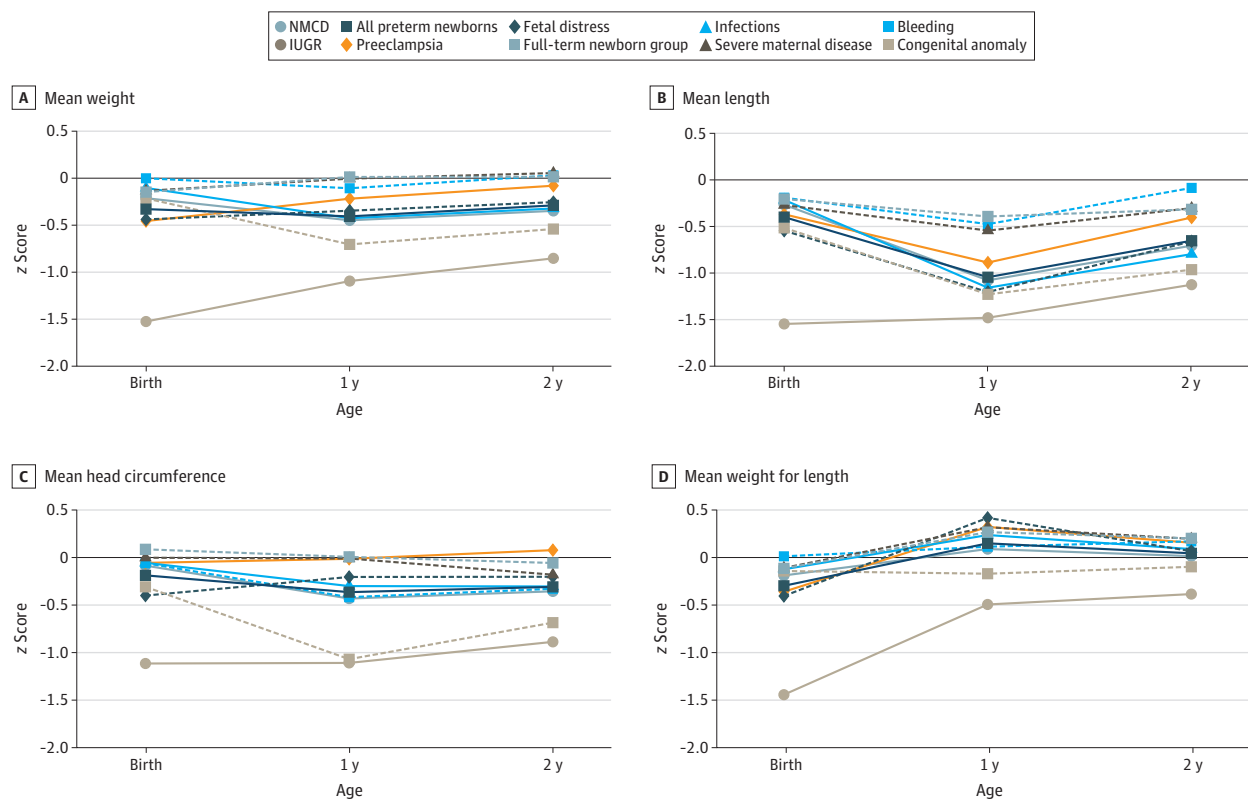 NMCD All preterm newborns Fetal distress Infections Bleeding
IUGR Preeclampsia Full-term newborn group Severe maternal disease Congenital anomaly
A Mean weight
0.5
0
-0.5
-1.0
-1.5
-2.0
z Score
Birth 1 y 2 y
Age
B Mean length
0.5
0
-0.5
-1.0
-1.5
-2.0
z Score
Birth 1 y 2 y
Age
C Mean head circumference
0.5
0
-0.5
-1.0
-1.5
-2.0
z Score
Birth 1 y 2 y
Age
D Mean weight for length
0.5
0
-0.5
-1.0
-1.5
-2.0
z Score
Birth 1 y 2 y
Age